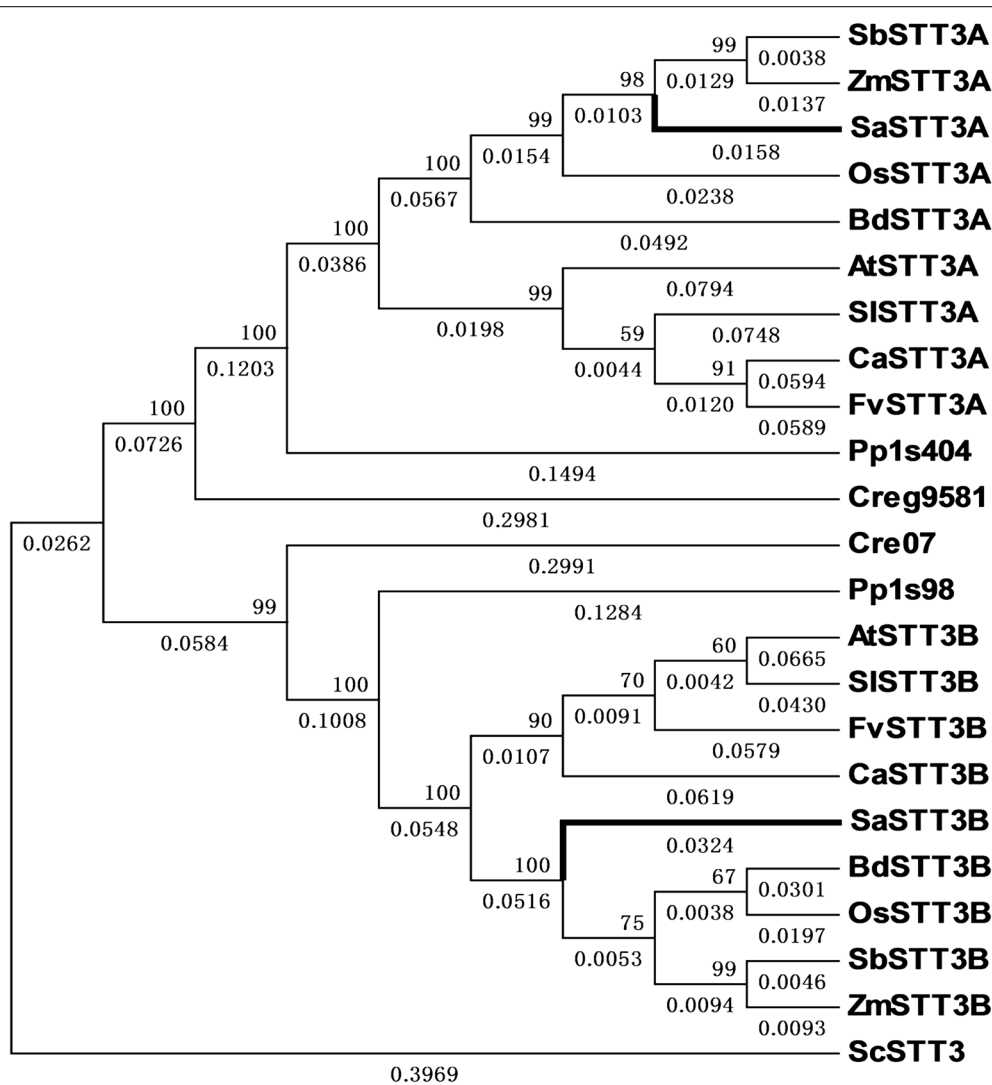 SbSTT3A
99
0.0038
ZmSTT3A
98
0.0129
0.0137
0.0103
SaSTT3A
99
0.0158
0.0154
OsSTT3A
100
0.0238
0.0567
BdSTT3A
100
0.0492
0.0386
AtSTT3A
99
0.0794
0.0198
SlSTT3A
59
0.0748
0.0044
CaSTT3A
91
0.0594
0.0120
FvSTT3A
0.0589
100
0.1203
Pp1s404
0.1494
100
0.0726
Creg9581
0.2981
0.0262
Cre07
0.2991
99
0.0584
Pp1s98
0.1284
AtSTT3B
60
0.0665
70
0.0042
SlSTT3B
0.0430
100
0.1008
0.0091
FvSTT3B
90
0.0579
0.0107
CaSTT3B
0.0619
100
0.0548
SaSTT3B
0.0324
100
0.0516
BdSTT3B
67
0.0301
0.0038
OsSTT3B
75
0.0197
0.0053
SbSTT3B
99
0.0046
0.0094
ZmSTT3B
0.0093
ScSTT3
0.3969